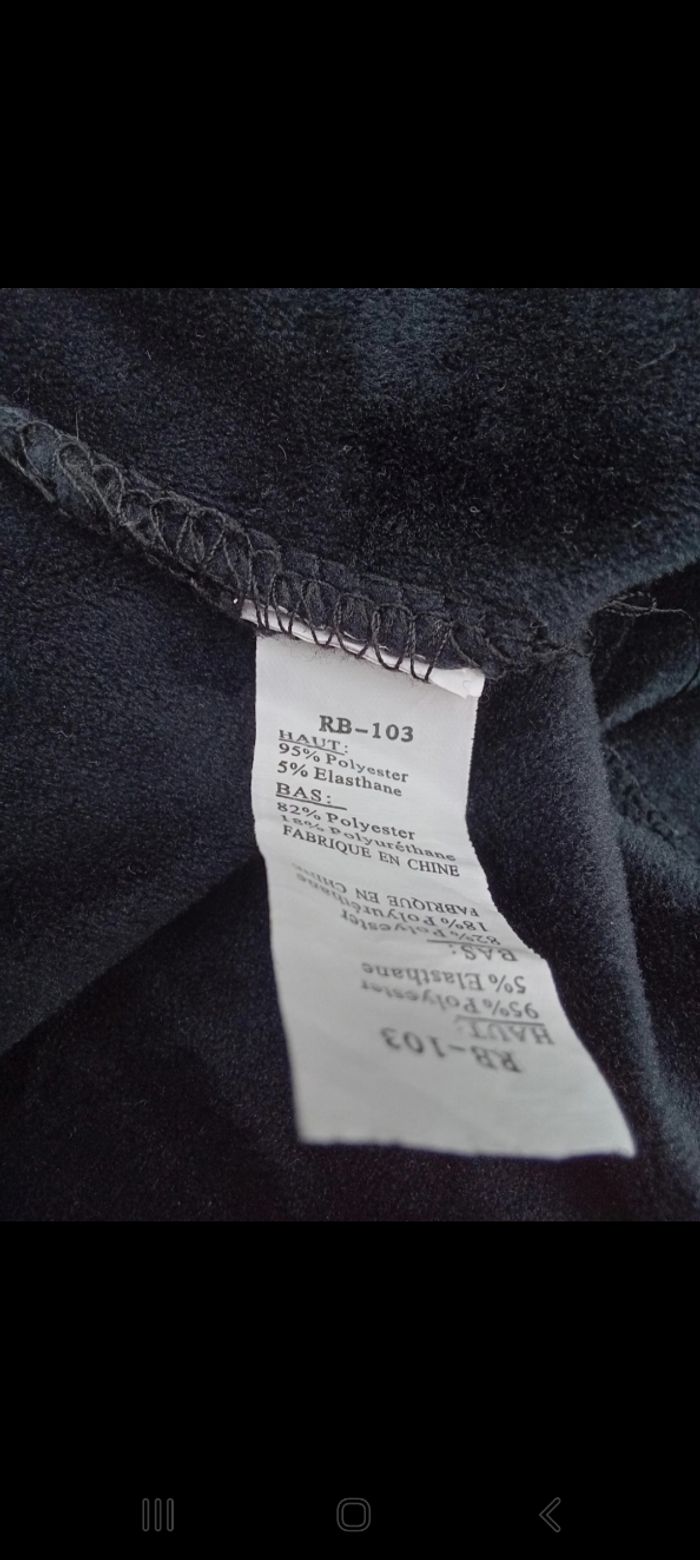 RB-103
HAUT:
95% Polyester
5% Elasthane
BAS:
82% Polyester
18% Polyuréthane
FABRIQUE EN CHINE
RB-103
HAUT:
95% Polyester
5% Elasthane
BAS:
82% Polyester
18% Polyuréthane
FABRIQUE EN CHINE